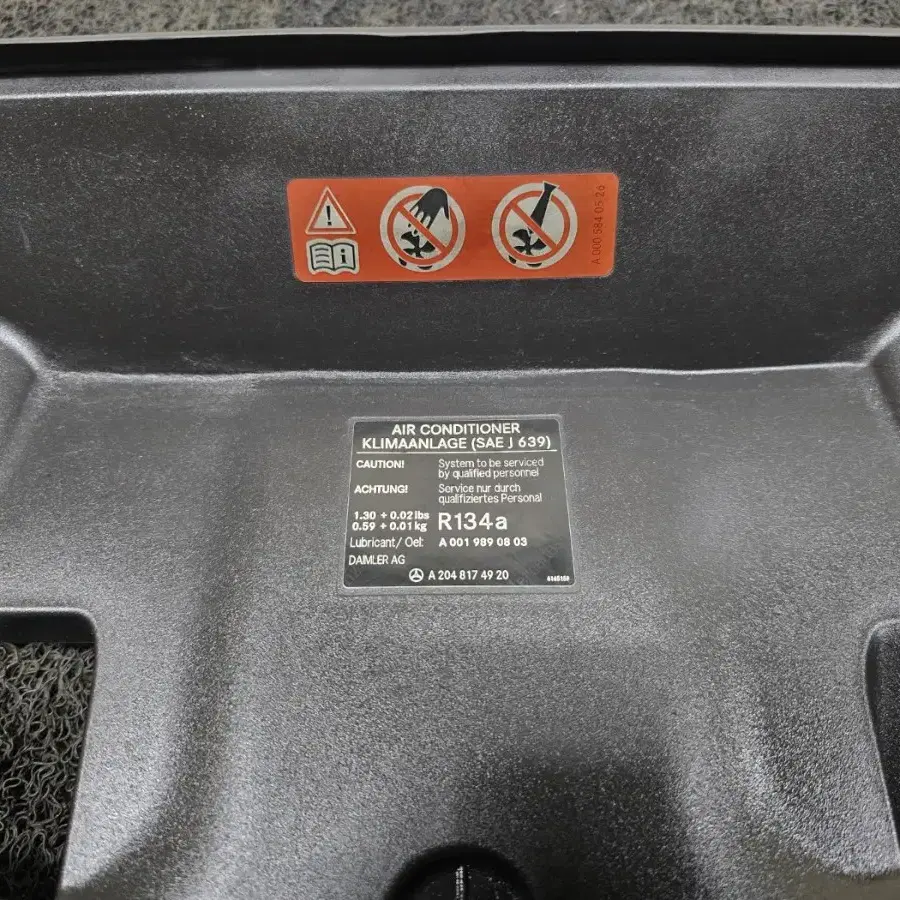 A 000 584 05 26
AIR CONDITIONER
KLIMAANLAGE (SAE J 639)
CAUTION! System to be serviced
by qualified personnel
ACHTUNG! Service nur durch
qualifiziertes Personal
1.30 + 0.02 lbs
0.59 + 0.01 kg R134a
Lubricant/ Oel: A 001 989 08 03
DAIMLER AG
A 204 817 49 20